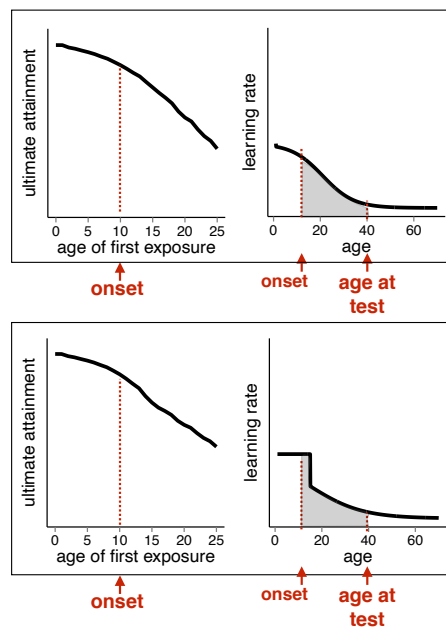 ultimate attainment
0 5 10 15 20 25
age of first exposure
onset
learning rate
0 20 40 60
age
onset
age at
test
ultimate attainment
0 5 10 15 20 25
age of first exposure
onset
learning rate
0 20 40 60
age
onset
age at
test